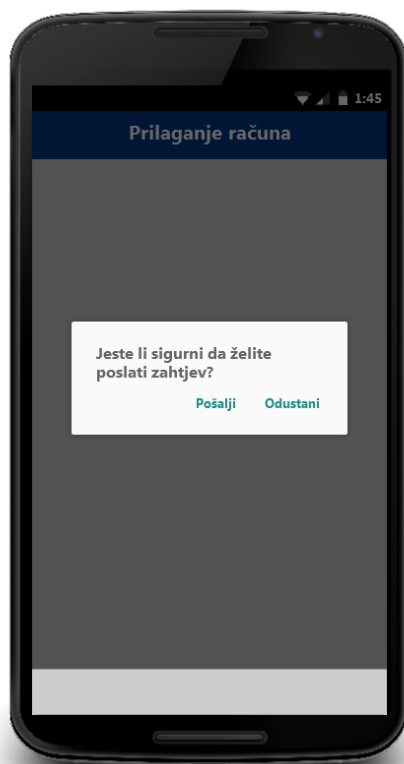 1:45
Prilaganje računa
Jeste li sigurni da želite
poslati zahtjev?
Pošalji Odustani